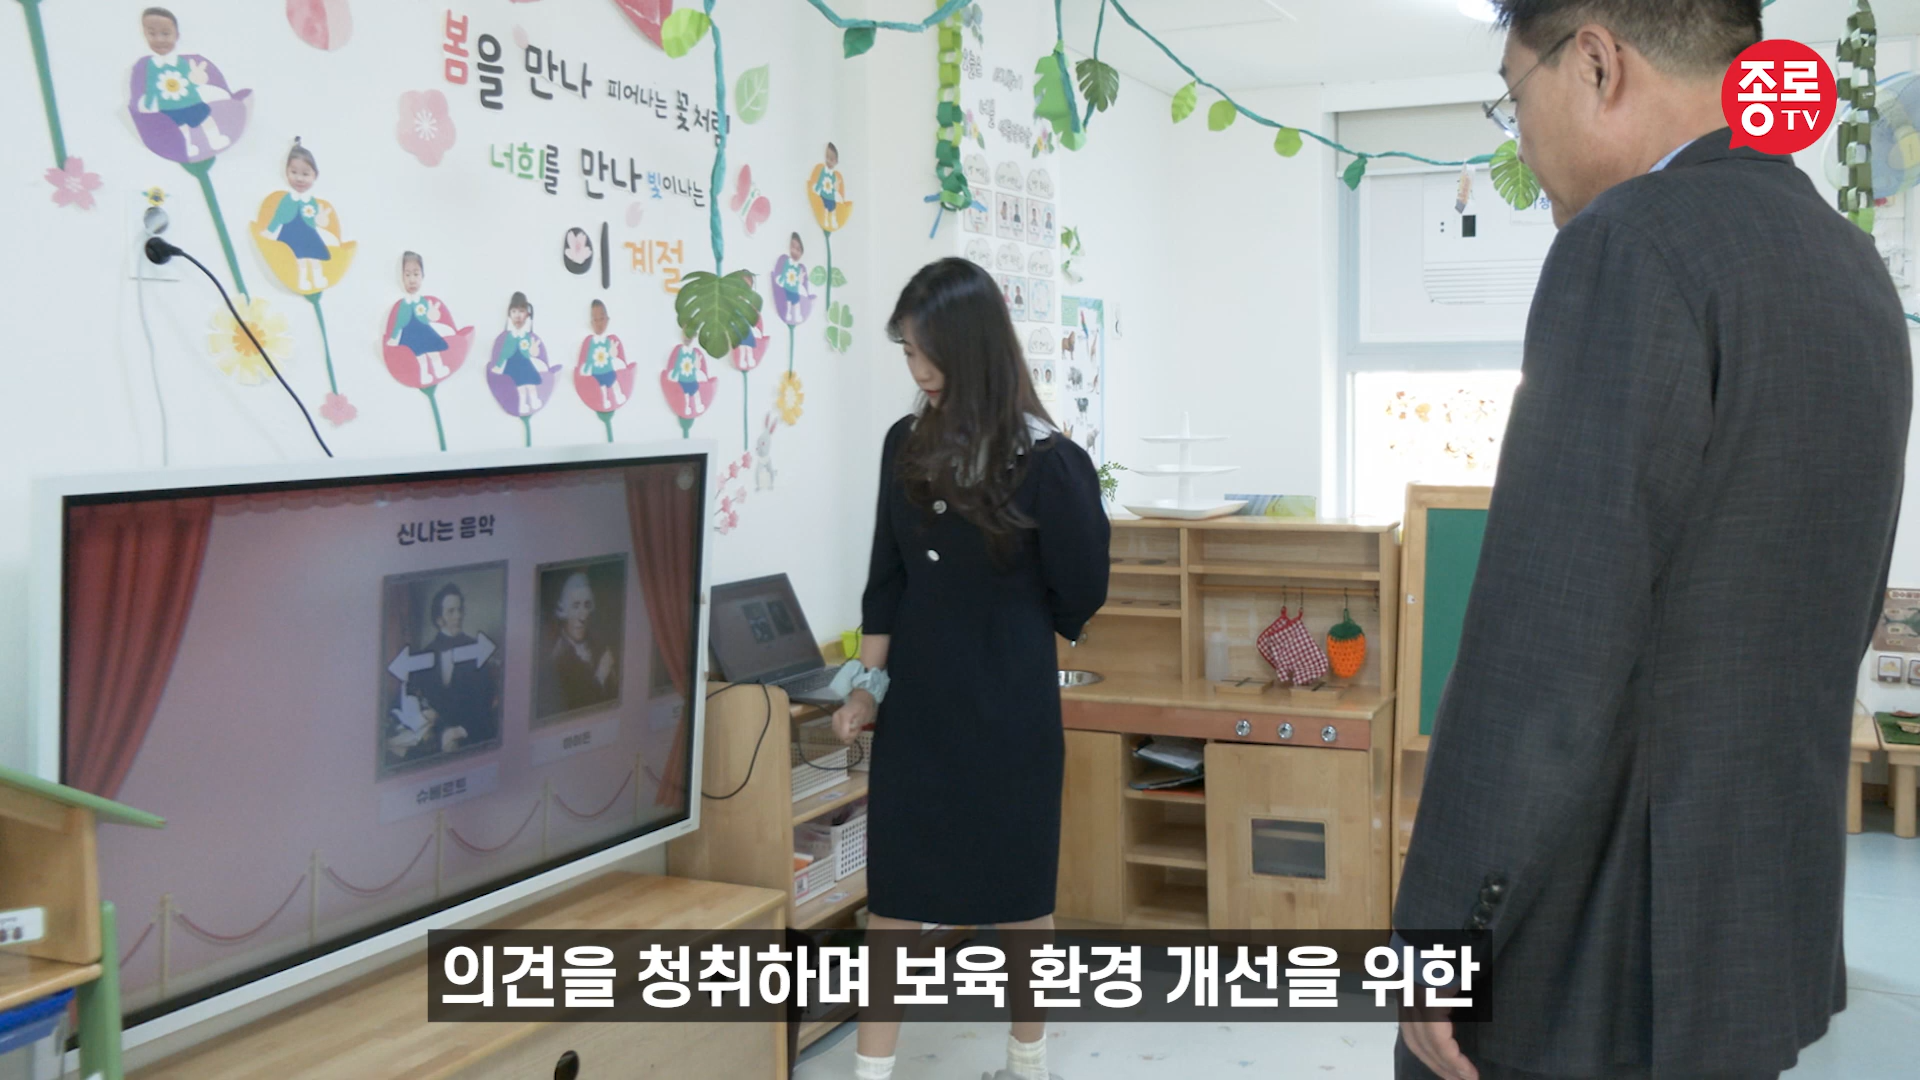 봄을 만나 피어나는 꽃처럼
너희를 만나 빛이나는
이 계절
종로
TV
신나는 음악
슈베르트
하이든
의견을 청취하며 보육 환경 개선을 위한